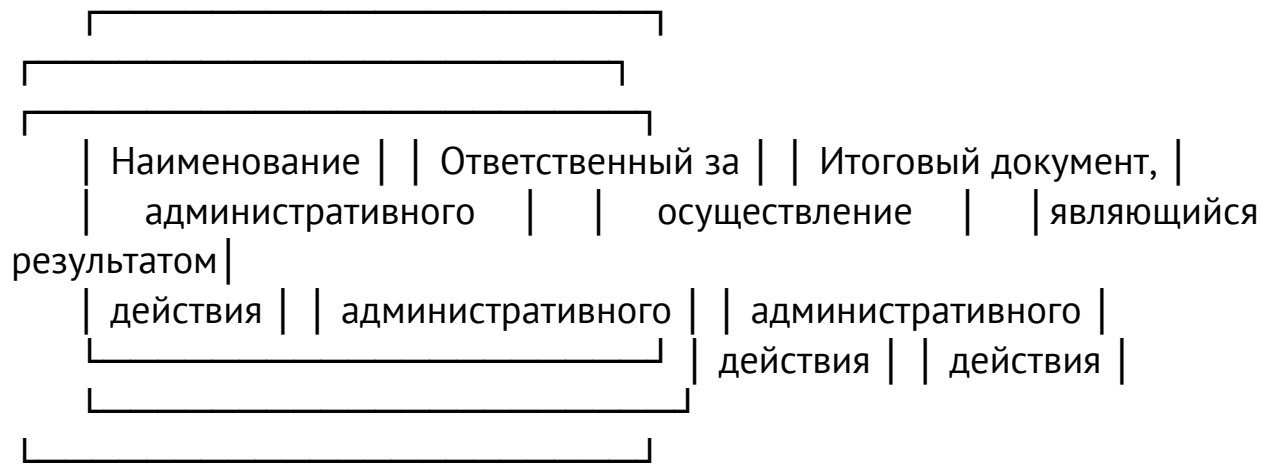 ┌─────────────────┐
┌──────────────────┐
┌───────────────────┐
│ Наименование │ │ Ответственный за │ │ Итоговый документ, │
│ административного │ │ осуществление │ │являющийся
результатом│
│ действия │ │ административного │ │ административного │
└─────────────────┘ │ действия │ │ действия │
└──────────────────┘
└───────────────────┘